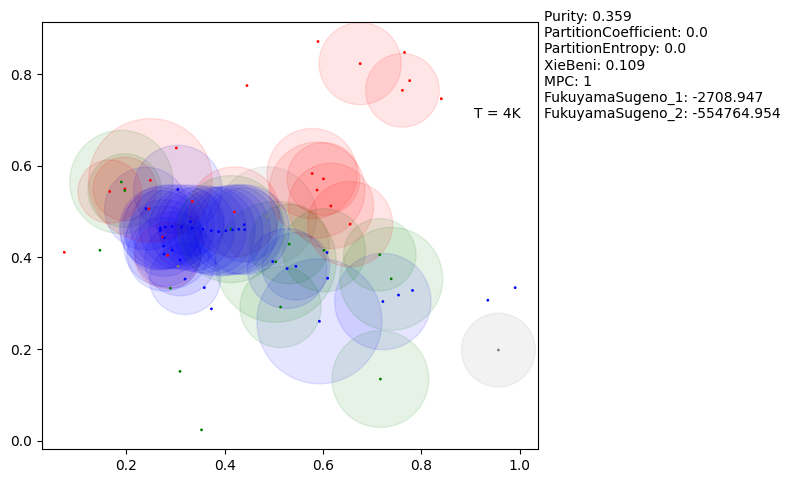 Purity: 0.359
PartitionCoefficient: 0.0
PartitionEntropy: 0.0
XieBeni: 0.109
MPC: 1
FukuyamaSugeno_1: -2708.947
FukuyamaSugeno_2: -554764.954
T = 4K
0.8
0.6
0.4
0.2
0.0
0.2 0.4 0.6 0.8 1.0